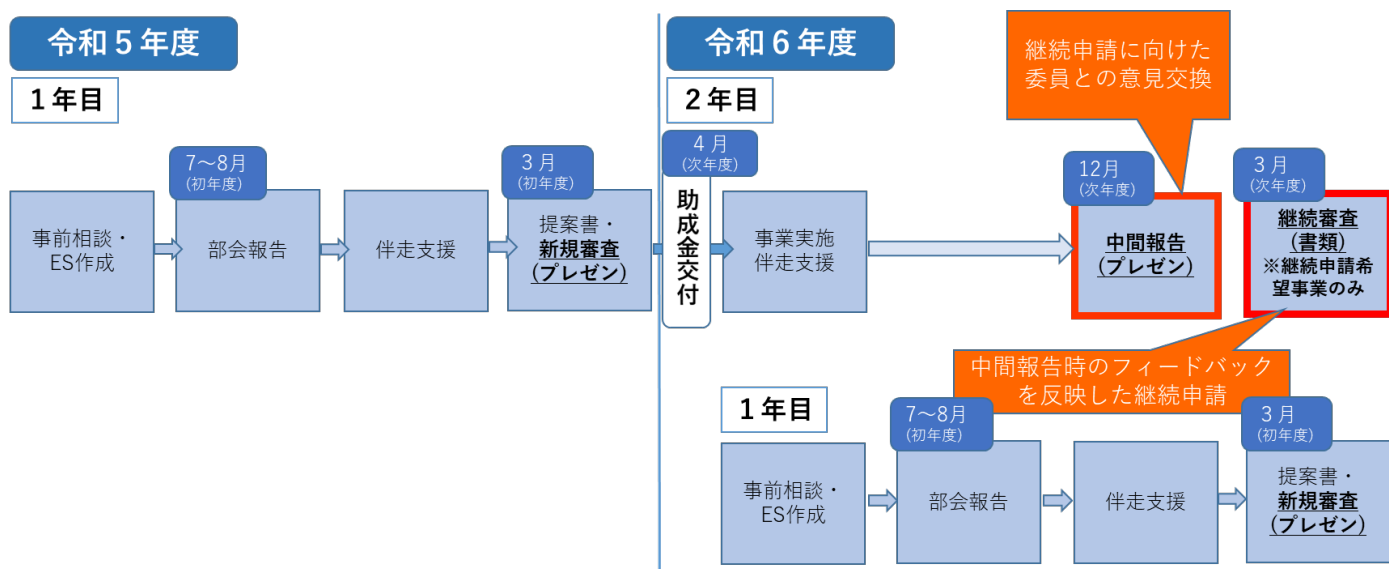 令和５年度
１年目
事前相談・
ES作成
7～8月
(初年度)
部会報告
伴走支援
３月
(初年度)
提案書・
新規審査
(プレゼン)
令和６年度
２年目
４月
(次年度)
助成金交付
事業実施
伴走支援
継続申請に向けた
委員との意見交換
12月
(次年度)
中間報告
(プレゼン)
３月
(次年度)
継続審査
(書類)
※継続申請希
望事業のみ
中間報告時のフィードバック
を反映した継続申請
１年目
事前相談・
ES作成
7～8月
(初年度)
部会報告
伴走支援
３月
(初年度)
提案書・
新規審査
(プレゼン)